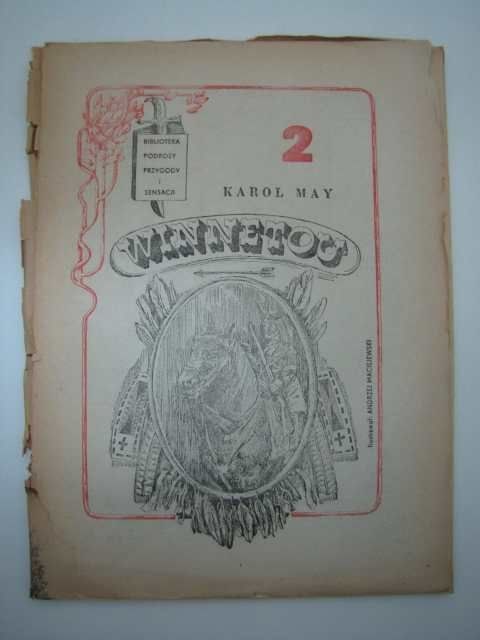 BIBLIOTEKA
PODRÓŻY
PRZYGODY
I
SENSACJI
2
KAROL MAY
WINNETOU
Ilustrował: ANDRZEJ MACIEJEWSKI